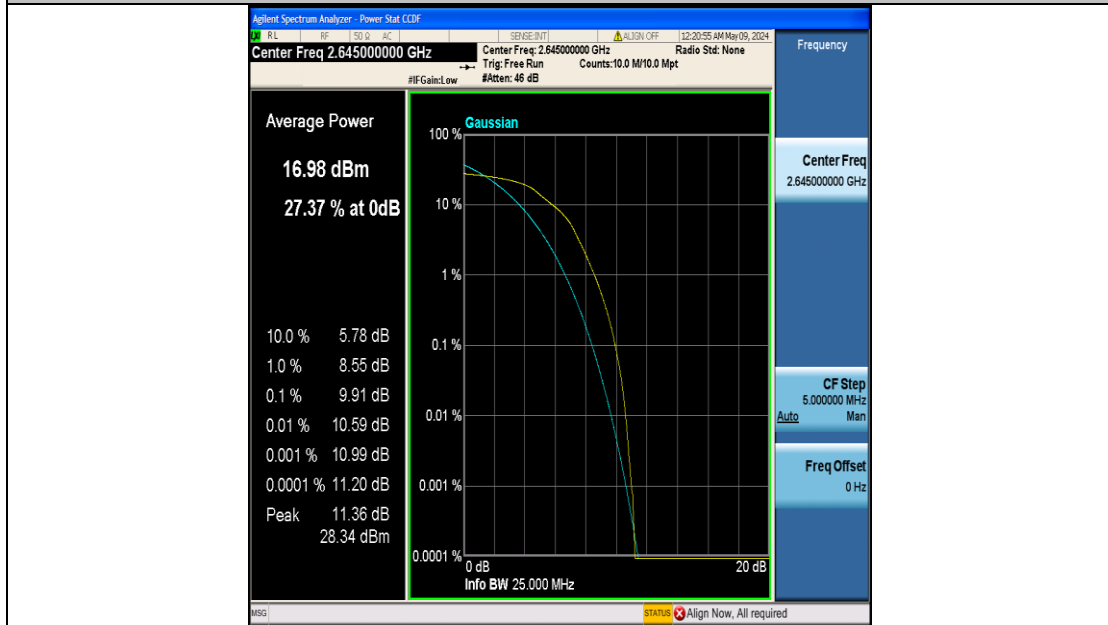 Agilent Spectrum Analyzer - Power Stat CCDF
RL RF 50 Ω AC SENSE:INT ALIGN OFF 12:20:55 AM May 09, 2024
Center Freq 2.645000000 GHz
Center Freq: 2.645000000 GHz Radio Std: None
Trig: Free Run Counts:10.0 M/10.0 Mpt
#IFGain:Low #Atten: 46 dB
Frequency
Average Power
16.98 dBm
27.37 % at 0dB
10.0 % 5.78 dB
1.0 % 8.55 dB
0.1 % 9.91 dB
0.01 % 10.59 dB
0.001 % 10.99 dB
0.0001 % 11.20 dB
Peak 11.36 dB
28.34 dBm
Gaussian
100 %
10 %
1 %
0.1 %
0.01 %
0.001 %
0.0001 %
0 dB 20 dB
Info BW 25.000 MHz
Center Freq
2.645000000 GHz
CF Step
5.000000 MHz
Auto Man
Freq Offset
0 Hz
MSG STATUS Align Now, All required